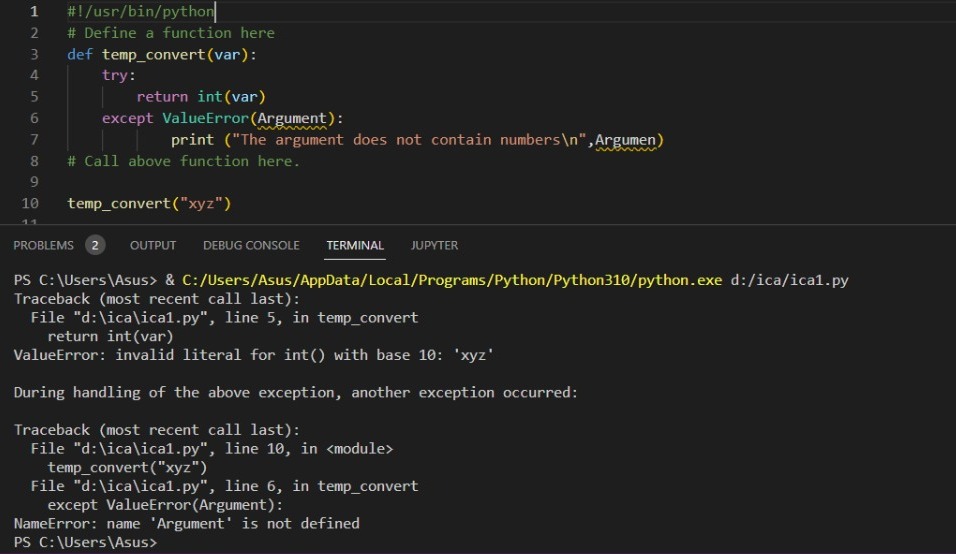 1 #!/usr/bin/python
2 # Define a function here
3 def temp_convert(var):
4 try:
5 return int(var)
6 except ValueError(Argument):
7 print ("The argument does not contain numbers\n",Argumen)
8 # Call above function here.
9
10 temp_convert("xyz")
11
PROBLEMS 2 OUTPUT DEBUG CONSOLE TERMINAL JUPYTER
PS C:\Users\Asus> & C:/Users/Asus/AppData/Local/Programs/Python/Python310/python.exe d:/ica/ica1.py
Traceback (most recent call last):
File "d:\ica\ica1.py", line 5, in temp_convert
return int(var)
ValueError: invalid literal for int() with base 10: 'xyz'
During handling of the above exception, another exception occurred:
Traceback (most recent call last):
File "d:\ica\ica1.py", line 10, in <module>
temp_convert("xyz")
File "d:\ica\ica1.py", line 6, in temp_convert
except ValueError(Argument):
NameError: name 'Argument' is not defined
PS C:\Users\Asus>